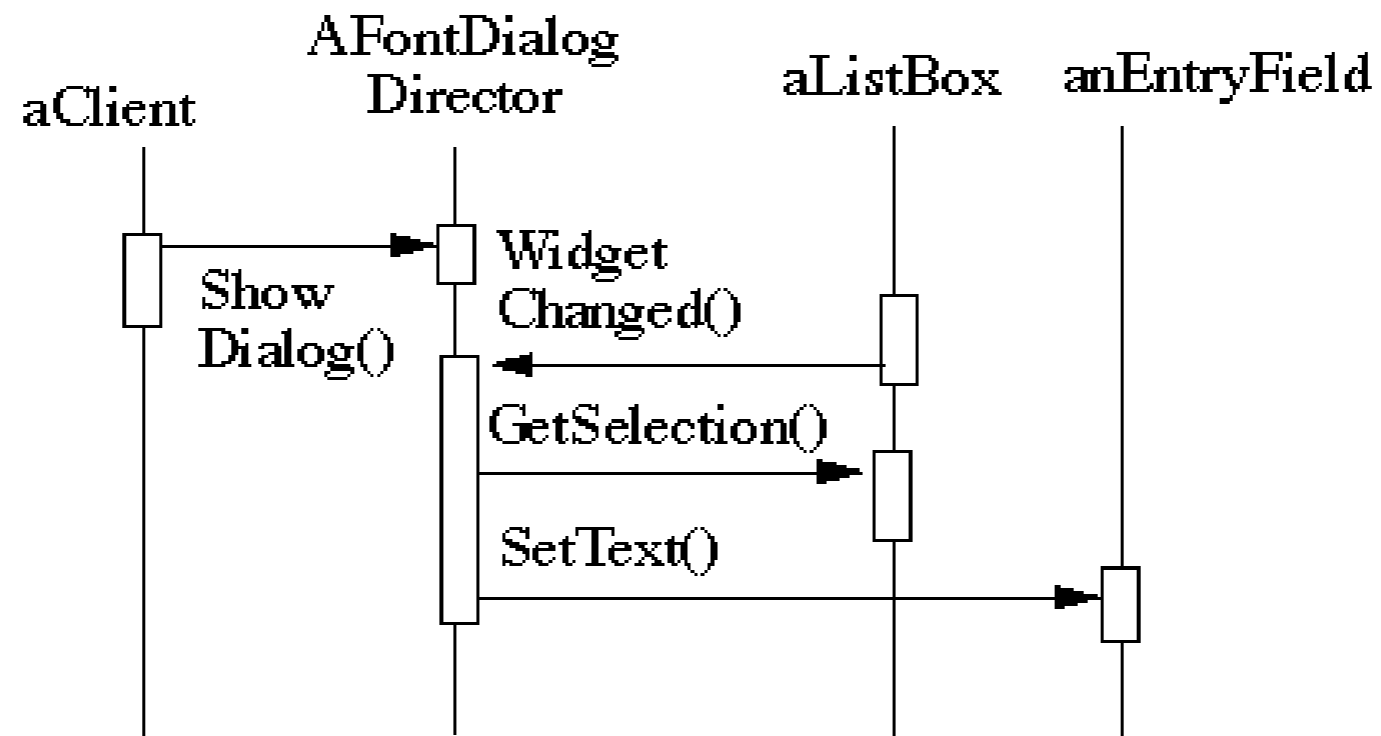 aClient
AFontDialog
Director
aListBox
anEntryField
Show
Dialog()
Widget
Changed()
GetSelection()
SetText()